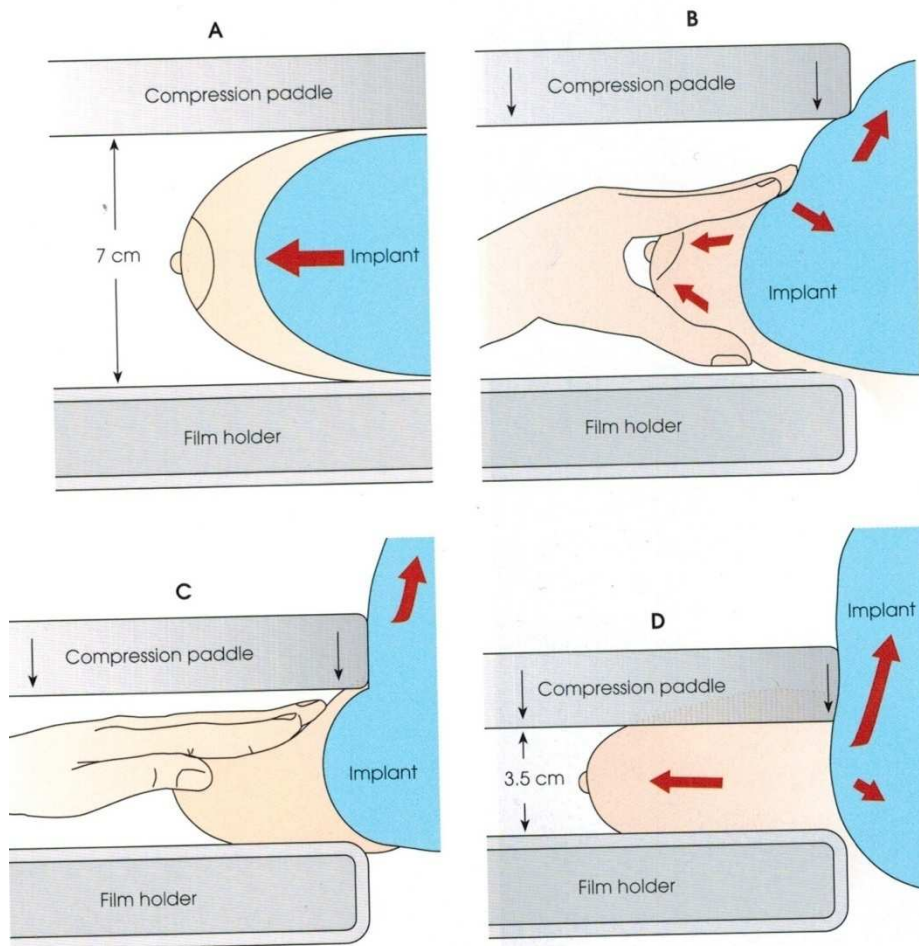 A
Compression paddle
7 cm
Implant
Film holder
B
Compression paddle
Implant
Film holder
C
Compression paddle
Implant
Film holder
D
Implant
Compression paddle
3.5 cm
Film holder